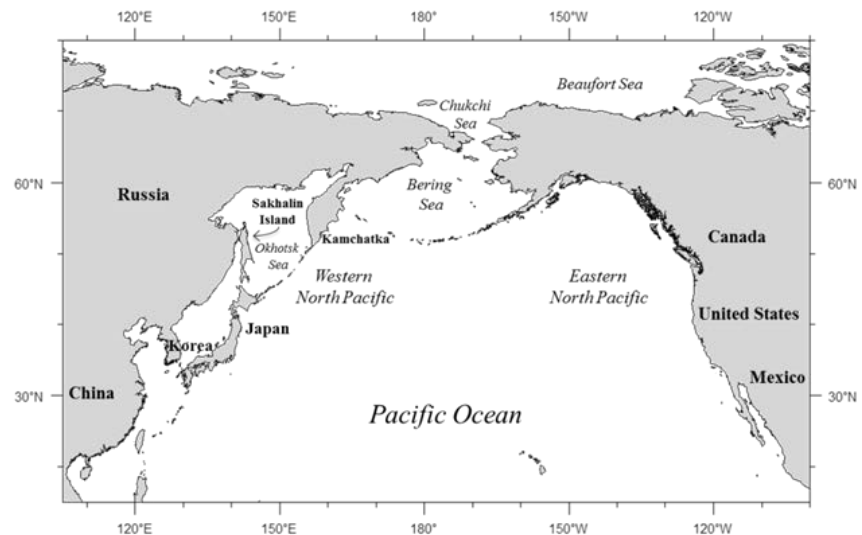 120°E 150°E 180° 150°W 120°W
Beaufort Sea
Chukchi
Sea
60°N
60°N
Russia
Bering
Sea
Sakhalin
Island
Okhotsk
Sea
Kamchatka
Canada
Western
North Pacific
Eastern
North Pacific
United States
Japan
Korea
Mexico
China
30°N
30°N
Pacific Ocean
120°E 150°E 180° 150°W 120°W